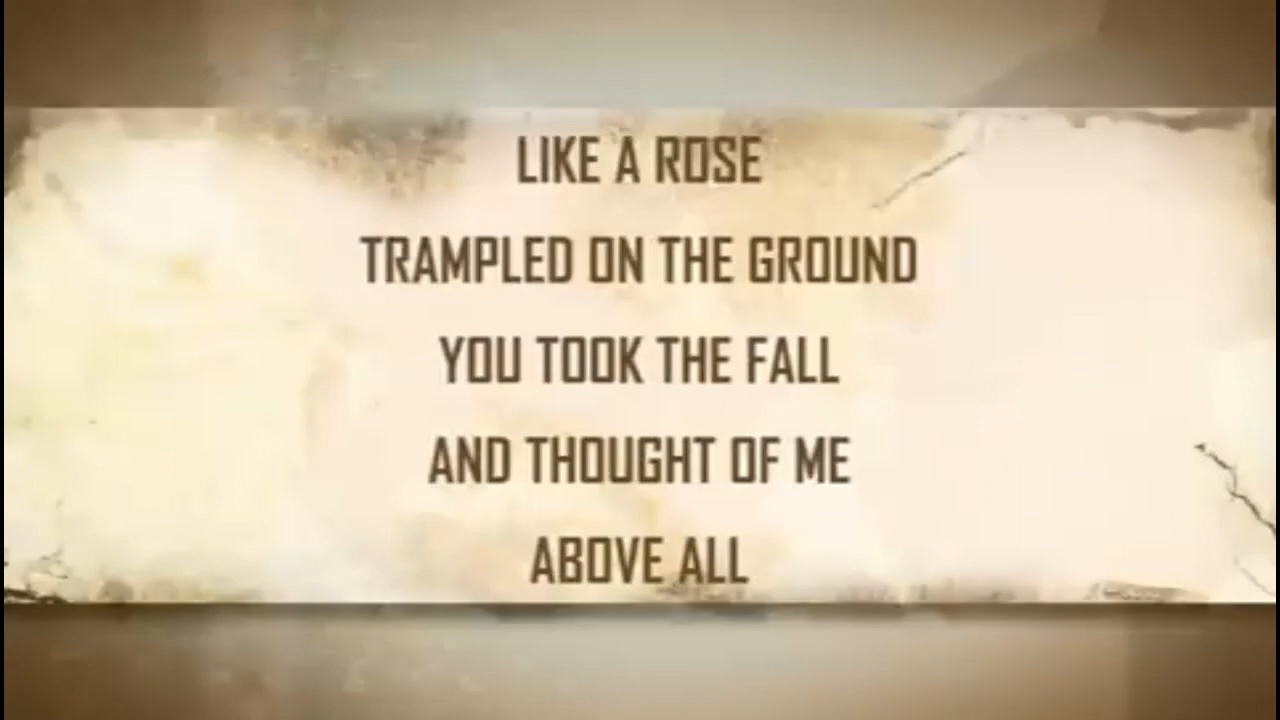 LIKE A ROSE
TRAMPLED ON THE GROUND
YOU TOOK THE FALL
AND THOUGHT OF ME
ABOVE ALL